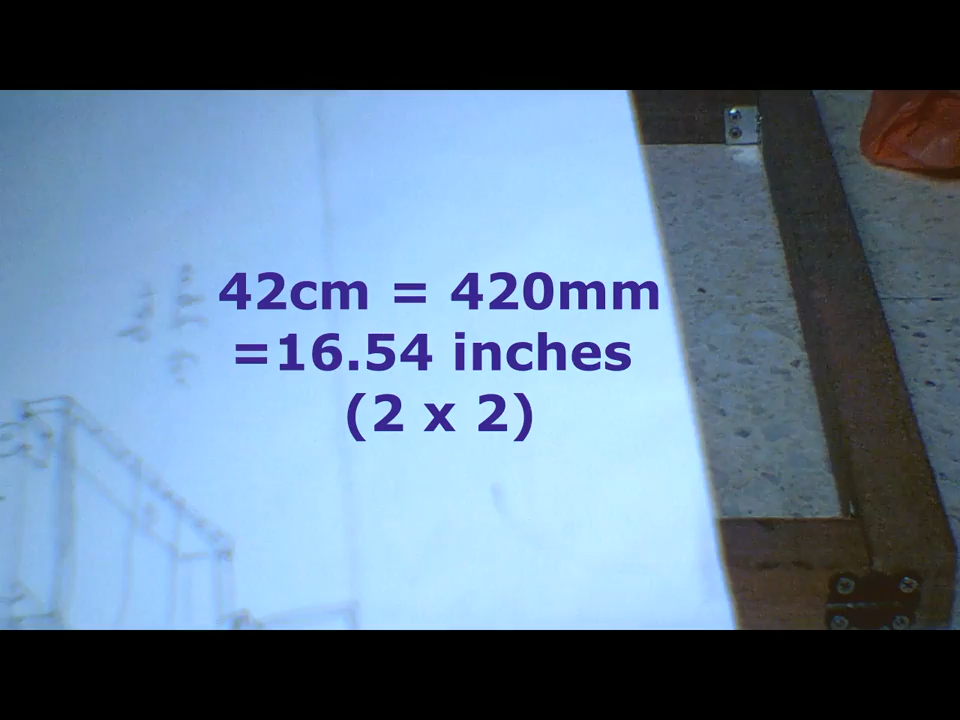 42cm = 420mm
=16.54 inches
(2 x 2)